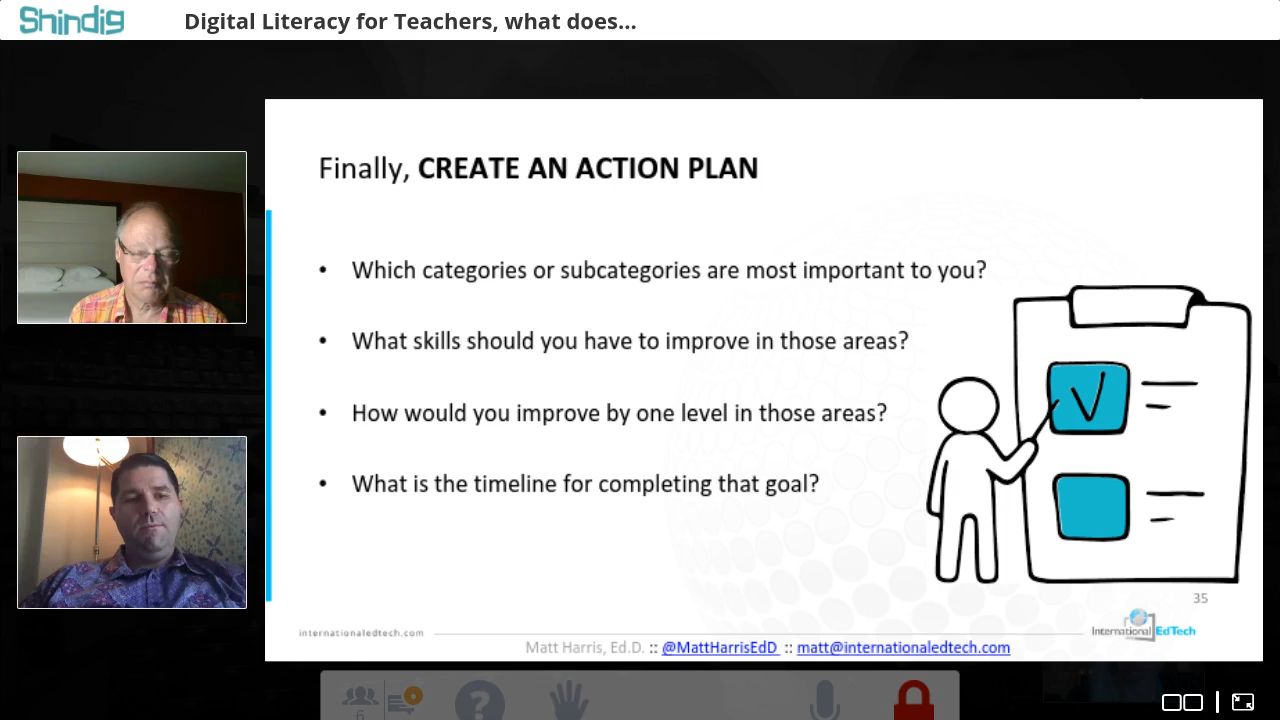 Shindig
Digital Literacy for Teachers, what does...
Finally, CREATE AN ACTION PLAN
• Which categories or subcategories are most important to you?
• What skills should you have to improve in those areas?
• How would you improve by one level in those areas?
• What is the timeline for completing that goal?
35
internationaledtech.com
International EdTech
Matt Harris, Ed.D. :: @MattHarrisEdD :: matt@internationaledtech.com
6